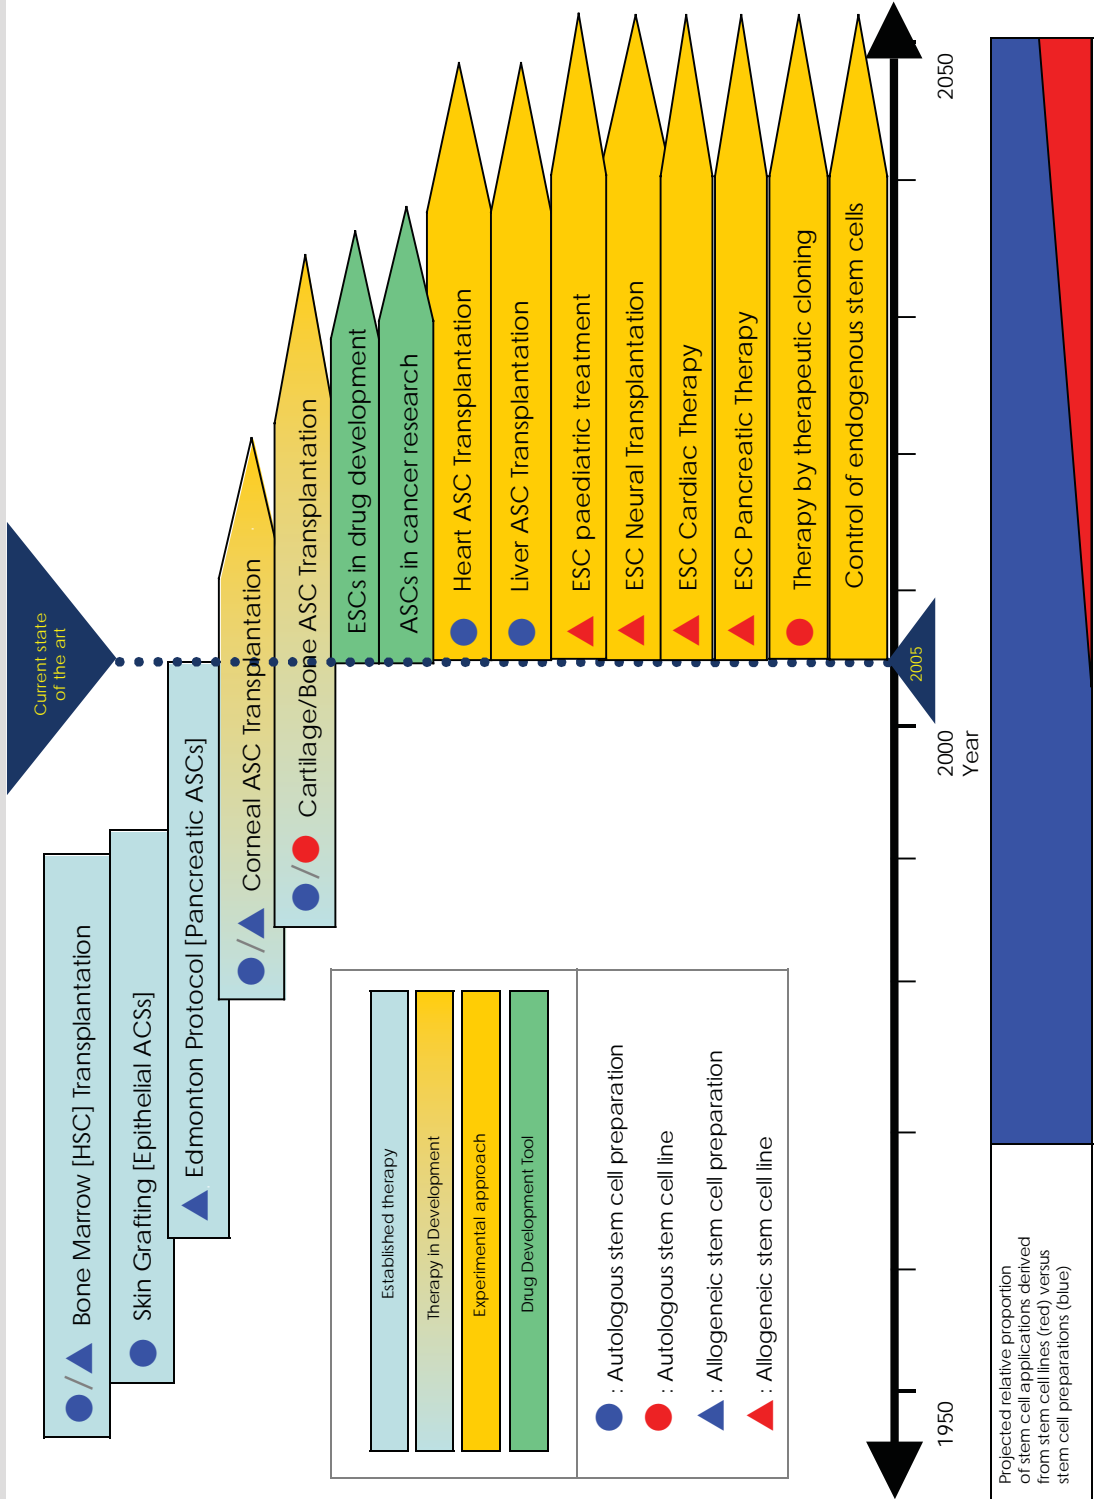 Current state
of the art
Bone Marrow [HSC] Transplantation
Skin Grafting [Epithelial ACSs]
Edmonton Protocol [Pancreatic ASCs]
Corneal ASC Transplantation
Cartilage/Bone ASC Transplantation
ESCs in drug development
ASCs in cancer research
Heart ASC Transplantation
Liver ASC Transplantation
ESC paediatric treatment
ESC Neural Transplantation
ESC Cardiac Therapy
ESC Pancreatic Therapy
Therapy by therapeutic cloning
Control of endogenous stem cells
Established therapy
Therapy in Development
Experimental approach
Drug Development Tool
: Autologous stem cell preparation
: Autologous stem cell line
: Allogeneic stem cell preparation
: Allogeneic stem cell line
2005
1950
2000
2050
Year
Projected relative proportion
of stem cell applications derived
from stem cell lines (red) versus
stem cell preparations (blue)